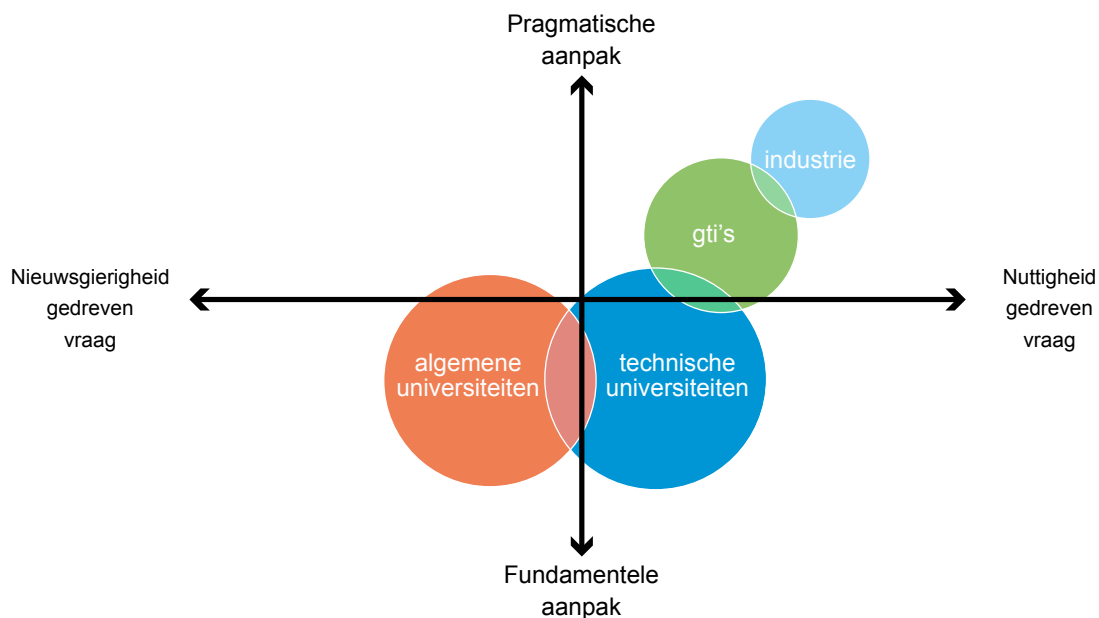 Pragmatische
aanpak
industrie
gti's
Nieuwsgierigheid
gedreven
vraag
Nuttigheid
gedreven
vraag
algemene
universiteiten
technische
universiteiten
Fundamentele
aanpak